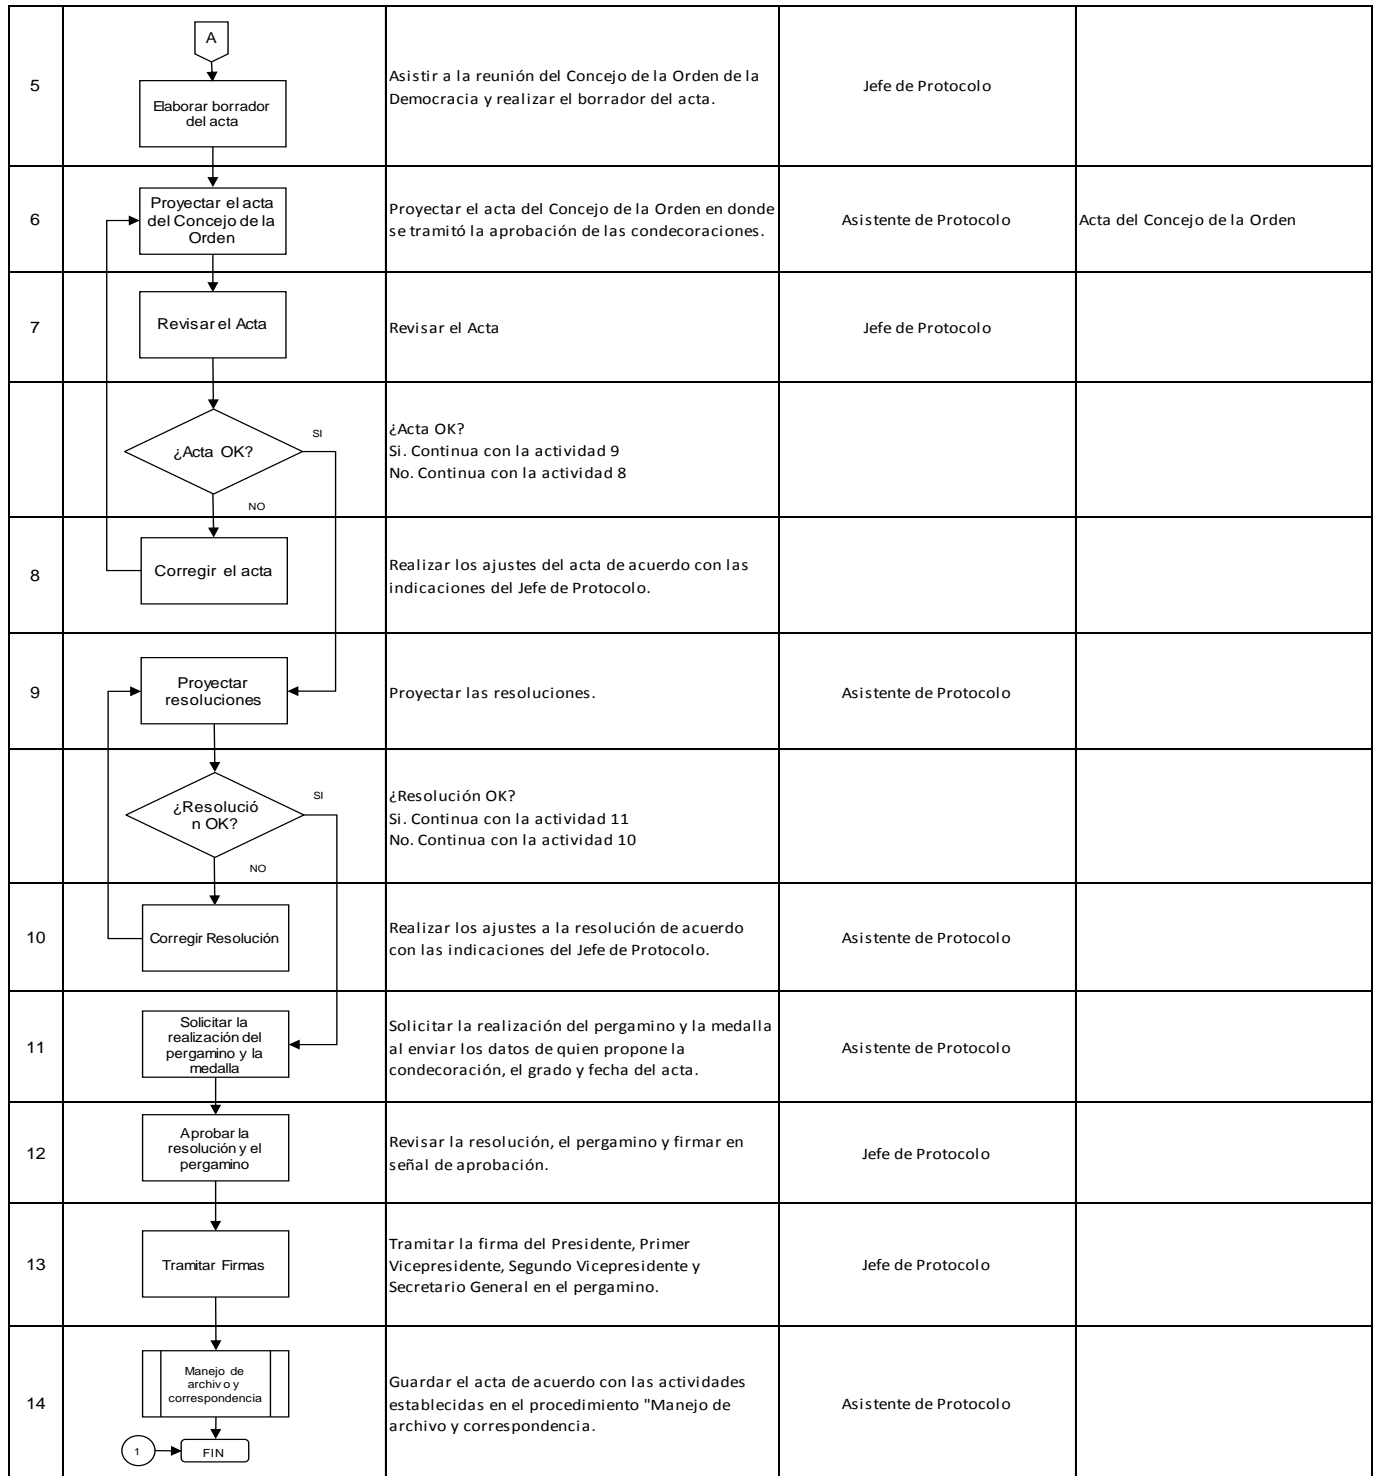 A
5
Elaborar borrador
del acta
Asistir a la reunión del Concejo de la Orden de la
Democracia y realizar el borrador del acta.
Jefe de Protocolo
6
Proyectar el acta
del Concejo de la
Orden
Proyectar el acta del Concejo de la Orden en donde
se tramitó la aprobación de las condecoraciones.
Asistente de Protocolo
Acta del Concejo de la Orden
7
Revisar el Acta
Revisar el Acta
Jefe de Protocolo
¿Acta OK?
SI
NO
¿Acta OK?
Si. Continua con la actividad 9
No. Continua con la actividad 8
8
Corregir el acta
Realizar los ajustes del acta de acuerdo con las
indicaciones del Jefe de Protocolo.
9
Proyectar
resoluciones
Proyectar las resoluciones.
Asistente de Protocolo
¿Resolució
n OK?
SI
NO
¿Resolución OK?
Si. Continua con la actividad 11
No. Continua con la actividad 10
10
Corregir Resolución
Realizar los ajustes a la resolución de acuerdo
con las indicaciones del Jefe de Protocolo.
Asistente de Protocolo
11
Solicitar la
realización del
pergamino y la
medalla
Solicitar la realización del pergamino y la medalla
al enviar los datos de quien propone la
condecoración, el grado y fecha del acta.
Asistente de Protocolo
12
Aprobar la
resolución y el
pergamino
Revisar la resolución, el pergamino y firmar en
señal de aprobación.
Jefe de Protocolo
13
Tramitar Firmas
Tramitar la firma del Presidente, Primer
Vicepresidente, Segundo Vicepresidente y
Secretario General en el pergamino.
Jefe de Protocolo
14
Manejo de
archivo y
correspondencia
Guardar el acta de acuerdo con las actividades
establecidas en el procedimiento "Manejo de
archivo y correspondencia.
Asistente de Protocolo
1
FIN